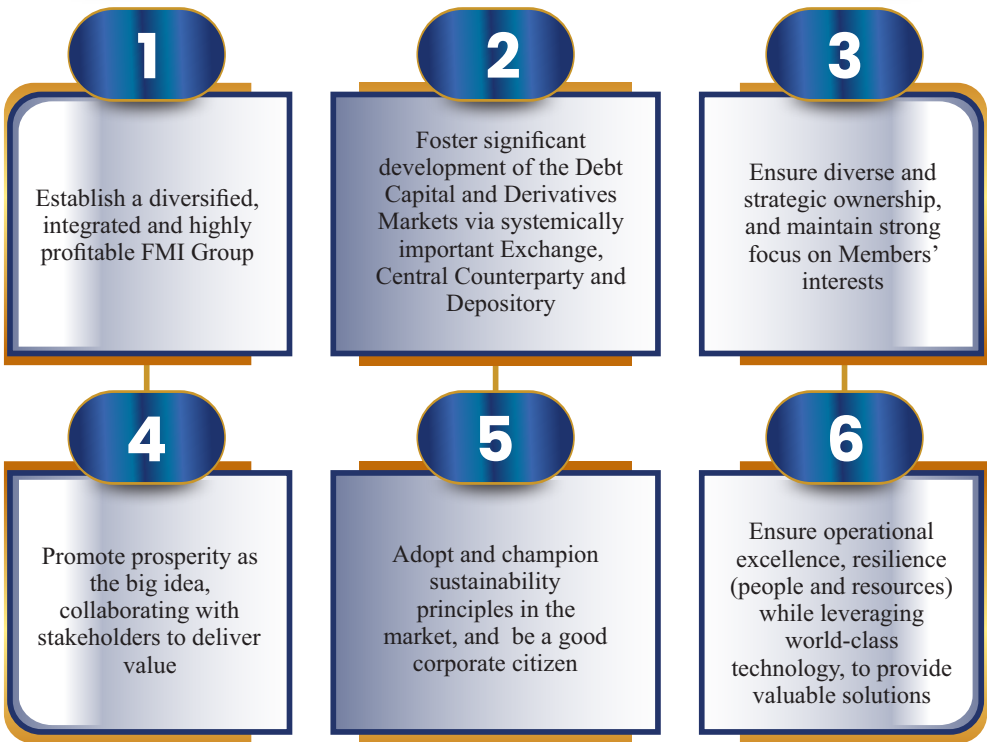 1
Establish a diversified,
integrated and highly
profitable FMI Group
2
Foster significant
development of the Debt
Capital and Derivatives
Markets via systemically
important Exchange,
Central Counterparty and
Depository
3
Ensure diverse and
strategic ownership,
and maintain strong
focus on Members’
interests
4
Promote prosperity as
the big idea,
collaborating with
stakeholders to deliver
value
5
Adopt and champion
sustainability
principles in the
market, and  be a good
corporate citizen
6
Ensure operational
excellence, resilience
(people and resources)
while leveraging
world-class
technology, to provide
valuable solutions